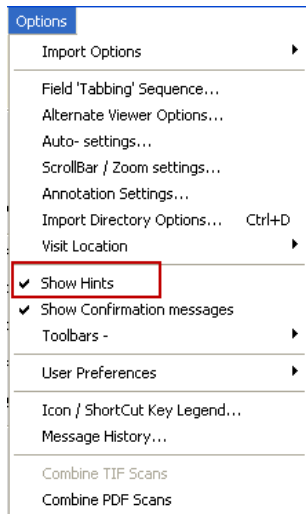 Options
Import Options
Field 'Tabbing' Sequence...
Alternate Viewer Options...
Auto- settings...
ScrollBar / Zoom settings...
Annotation Settings...
Import Directory Options... Ctrl+D
Visit Location
Show Hints
Show Confirmation messages
Toolbars -
User Preferences
Icon / ShortCut Key Legend...
Message History...
Combine TIF Scans
Combine PDF Scans